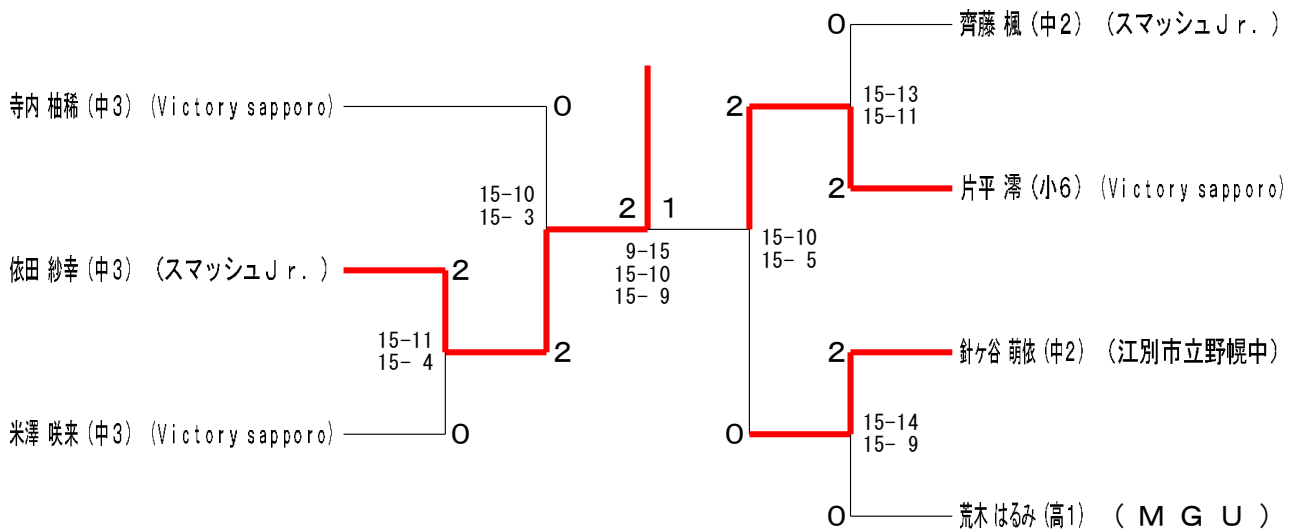 0 齊藤 楓 (中2) (スマッシュJr.)
寺内 柚稀 (中3) (Victory sapporo) 0
2 15-13
15-11
2 片平 澪 (小6) (Victory sapporo)
15-10
15- 3
2 1
9-15
15-10
15- 9
15-10
15- 5
依田 紗幸 (中3) (スマッシュJr.) 2
15-11
15- 4
2
米澤 咲来 (中3) (Victory sapporo) 0
2 針ヶ谷 萌依 (中2) (江別市立野幌中)
0 15-14
15- 9
0 荒木 はるみ (高1) (MGU)